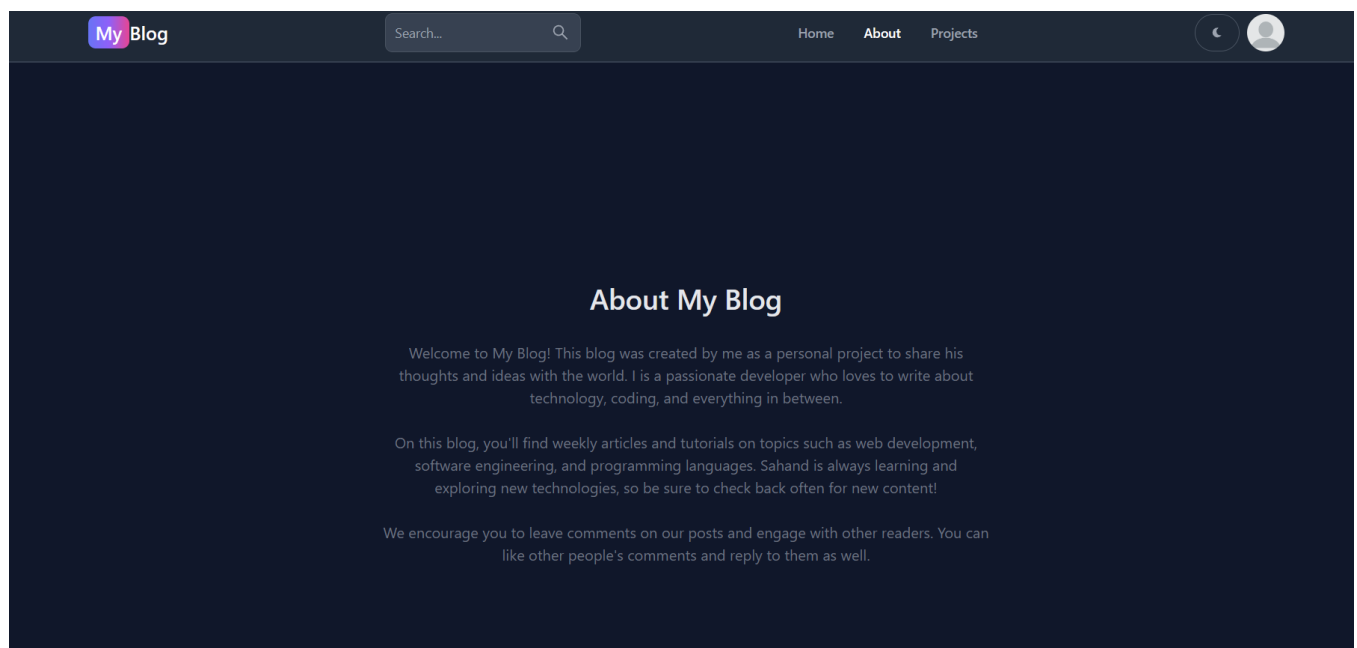 My Blog
Search...
Home About Projects
About My Blog
Welcome to My Blog! This blog was created by me as a personal project to share his
thoughts and ideas with the world. I is a passionate developer who loves to write about
technology, coding, and everything in between.
On this blog, you'll find weekly articles and tutorials on topics such as web development,
software engineering, and programming languages. Sahand is always learning and
exploring new technologies, so be sure to check back often for new content!
We encourage you to leave comments on our posts and engage with other readers. You can
like other people's comments and reply to them as well.